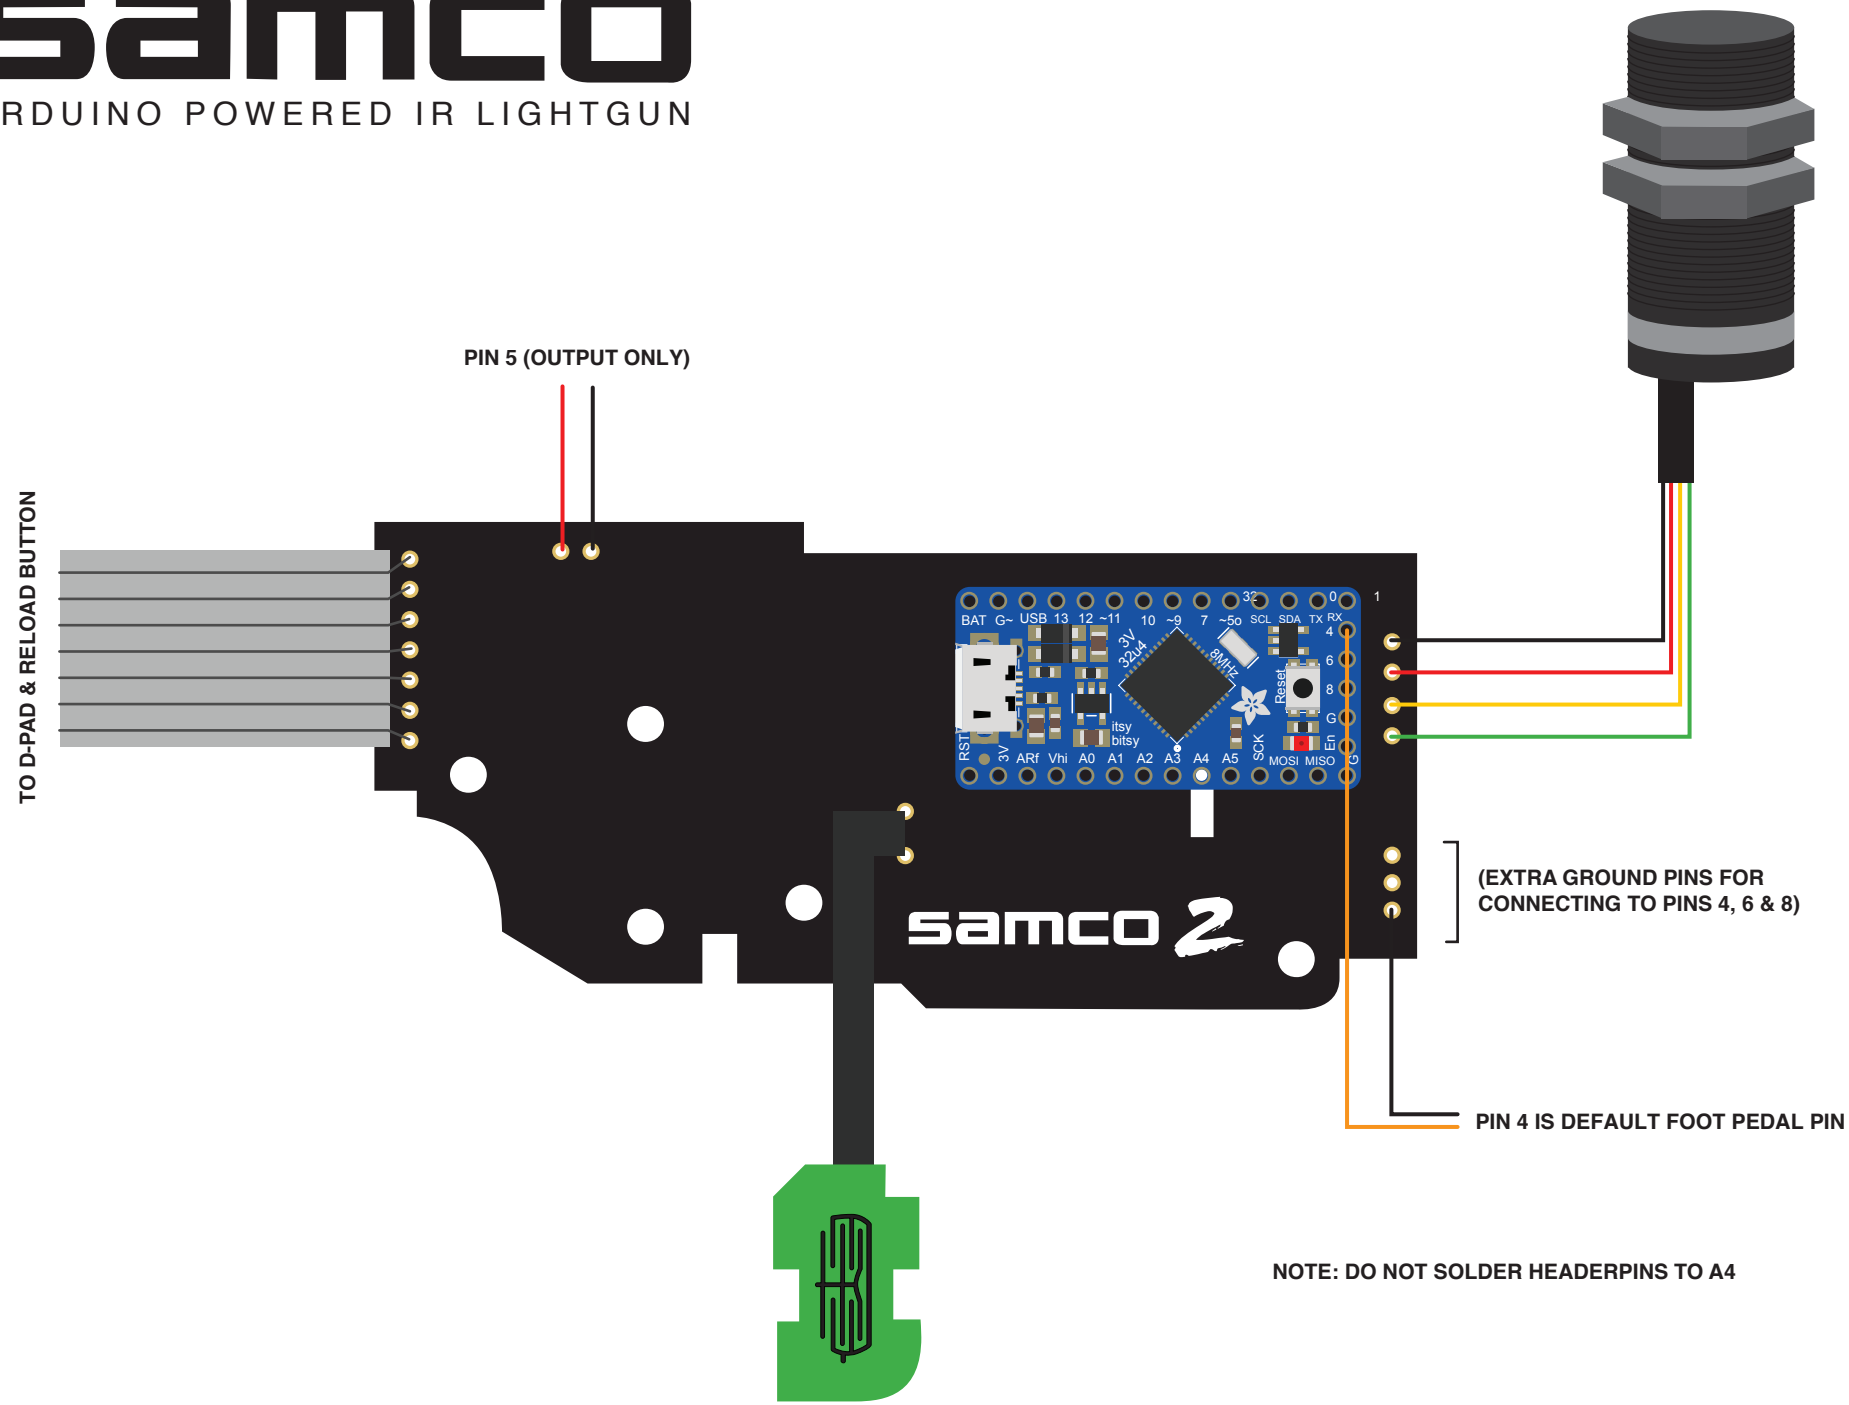 samco
RDUINO POWERED IR LIGHTGUN
PIN 5 (OUTPUT ONLY)
TO D-PAD & RELOAD BUTTON
32 0 1
BAT G~ USB 13 12 ~11 10 ~9 7 ~5o SCL SDA TX RX
4
6
8
G
En
G
3V
32u4
8MHz
Reset
itsy
bitsy
RST 3V ARf Vhi A0 A1 A2 A3 A4 A5 SCK MOSI MISO
samco 2
(EXTRA GROUND PINS FOR
CONNECTING TO PINS 4, 6 & 8)
PIN 4 IS DEFAULT FOOT PEDAL PIN
NOTE: DO NOT SOLDER HEADERPINS TO A4